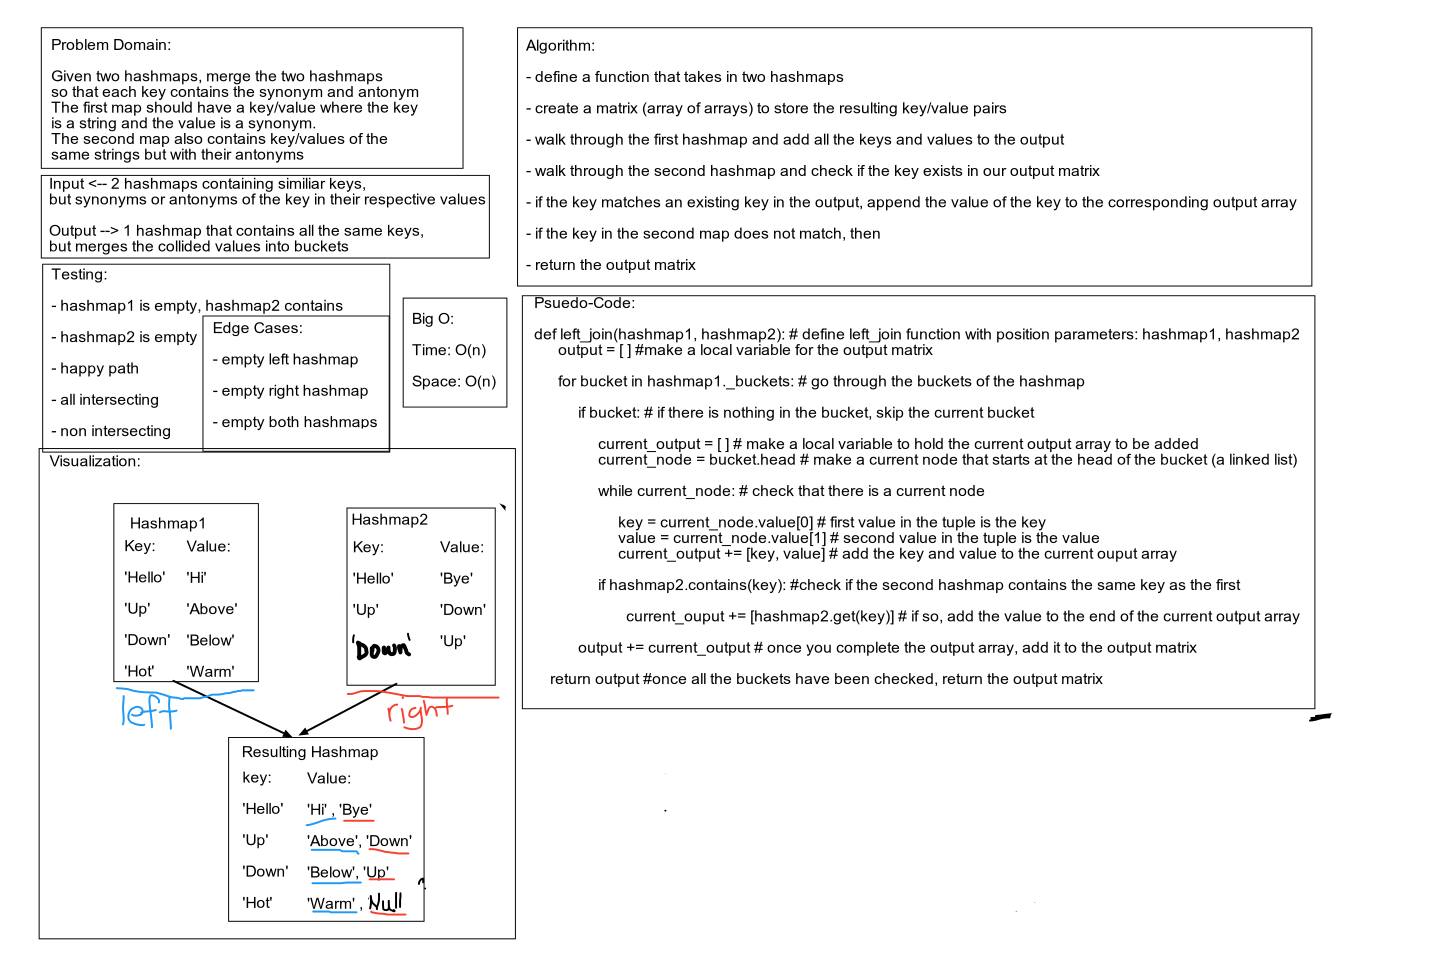 Problem Domain:
Given two hashmaps, merge the two hashmaps
so that each key contains the synonym and antonym
The first map should have a key/value where the key
is a string and the value is a synonym.
The second map also contains key/values of the
same strings but with their antonyms
Input <-- 2 hashmaps containing similiar keys,
but synonyms or antonyms of the key in their respective values
Output --> 1 hashmap that contains all the same keys,
but merges the collided values into buckets
Testing:
- hashmap1 is empty, hashmap2 contains
- hashmap2 is empty
- happy path
- all intersecting
- non intersecting
Edge Cases:
- empty left hashmap
- empty right hashmap
- empty both hashmaps
Big O:
Time: O(n)
Space: O(n)
Visualization:
Hashmap1
Key: Value:
'Hello' 'Hi'
'Up' 'Above'
'Down' 'Below'
'Hot' 'Warm'
left
Hashmap2
Key: Value:
'Hello' 'Bye'
'Up' 'Down'
'Down' 'Up'
right
Resulting Hashmap
key: Value:
'Hello' 'Hi' , 'Bye'
'Up' 'Above', 'Down'
'Down' 'Below', 'Up'
'Hot' 'Warm' , Null
Algorithm:
- define a function that takes in two hashmaps
- create a matrix (array of arrays) to store the resulting key/value pairs
- walk through the first hashmap and add all the keys and values to the output
- walk through the second hashmap and check if the key exists in our output matrix
- if the key matches an existing key in the output, append the value of the key to the corresponding output array
- if the key in the second map does not match, then
- return the output matrix
Psuedo-Code:
def left_join(hashmap1, hashmap2): # define left_join function with position parameters: hashmap1, hashmap2
output = [ ] #make a local variable for the output matrix
for bucket in hashmap1._buckets: # go through the buckets of the hashmap
if bucket: # if there is nothing in the bucket, skip the current bucket
current_output = [ ] # make a local variable to hold the current output array to be added
current_node = bucket.head # make a current node that starts at the head of the bucket (a linked list)
while current_node: # check that there is a current node
key = current_node.value[0] # first value in the tuple is the key
value = current_node.value[1] # second value in the tuple is the value
current_output += [key, value] # add the key and value to the current ouput array
if hashmap2.contains(key): #check if the second hashmap contains the same key as the first
current_ouput += [hashmap2.get(key)] # if so, add the value to the end of the current output array
output += current_output # once you complete the output array, add it to the output matrix
return output #once all the buckets have been checked, return the output matrix